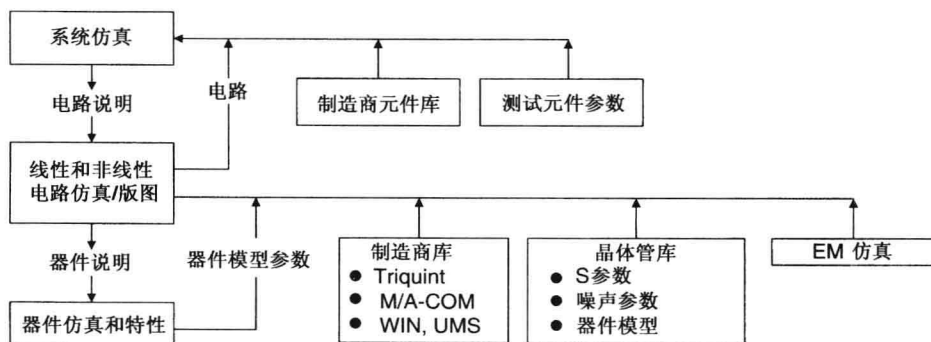 系统仿真
电路说明
电路
制造商元件库
测试元件参数
线性和非线性
电路仿真/版图
器件说明
器件模型参数
制造商库
● Triquint
● M/A-COM
● WIN, UMS
晶体管库
● S参数
● 噪声参数
● 器件模型
EM 仿真
器件仿真和特性